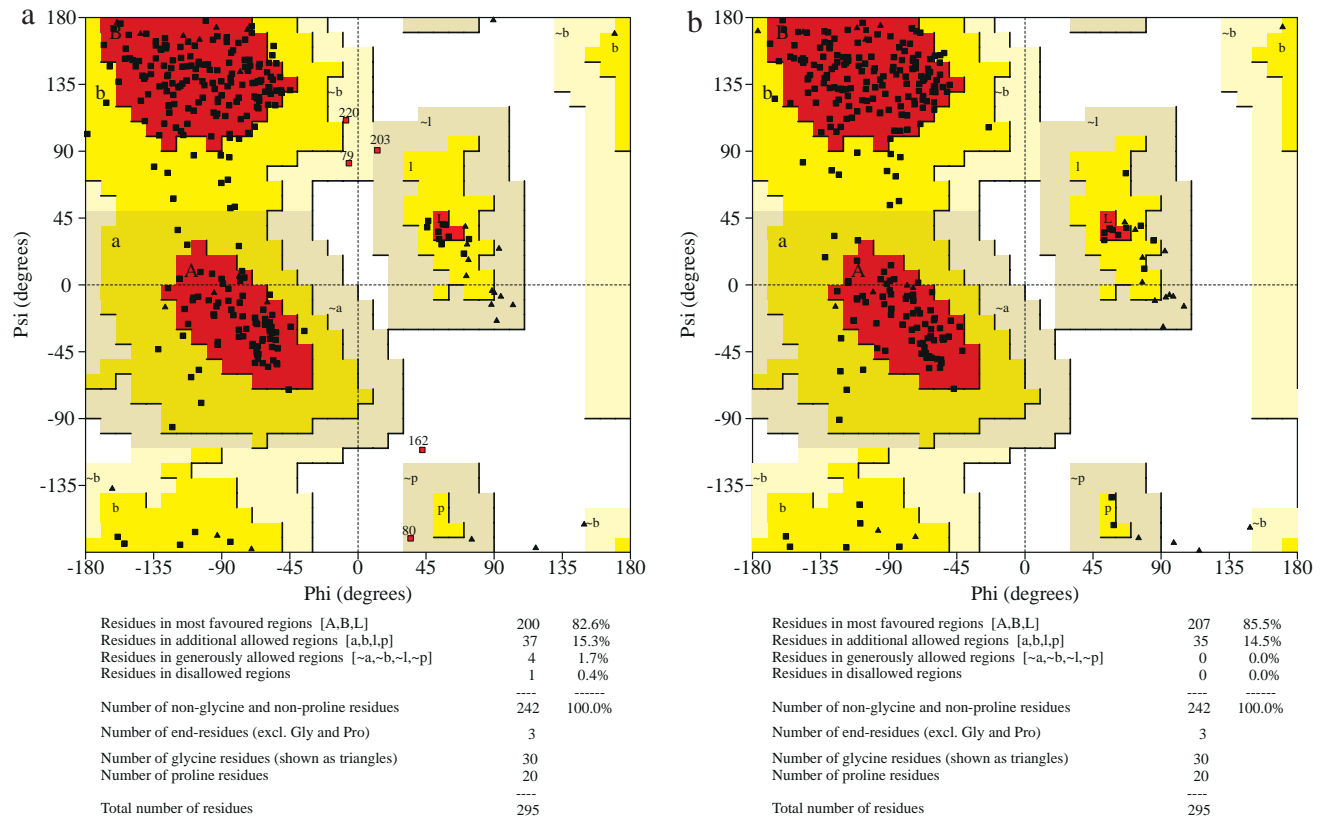 a
180
135
90
45
0
-45
-90
-135
-180
-135
-90
-45
0
45
90
135
180
Psi (degrees)
Phi (degrees)
B
b
~b
~b
b
220
203
79
~l
l
L
a
A
~a
162
~b
b
~p
p
80
~b
Residues in most favoured regions [A,B,L] 200 82.6%
Residues in additional allowed regions [a,b,l,p] 37 15.3%
Residues in generously allowed regions [~a,~b,~l,~p] 4 1.7%
Residues in disallowed regions 1 0.4%
---- ------
Number of non-glycine and non-proline residues 242 100.0%
Number of end-residues (excl. Gly and Pro) 3
Number of glycine residues (shown as triangles) 30
Number of proline residues 20
----
Total number of residues 295
b
180
135
90
45
0
-45
-90
-135
-180
-135
-90
-45
0
45
90
135
180
Psi (degrees)
Phi (degrees)
B
b
~b
~b
b
~l
l
L
a
A
~a
~b
b
~p
p
~b
Residues in most favoured regions [A,B,L] 207 85.5%
Residues in additional allowed regions [a,b,l,p] 35 14.5%
Residues in generously allowed regions [~a,~b,~l,~p] 0 0.0%
Residues in disallowed regions 0 0.0%
---- ------
Number of non-glycine and non-proline residues 242 100.0%
Number of end-residues (excl. Gly and Pro) 3
Number of glycine residues (shown as triangles) 30
Number of proline residues 20
----
Total number of residues 295